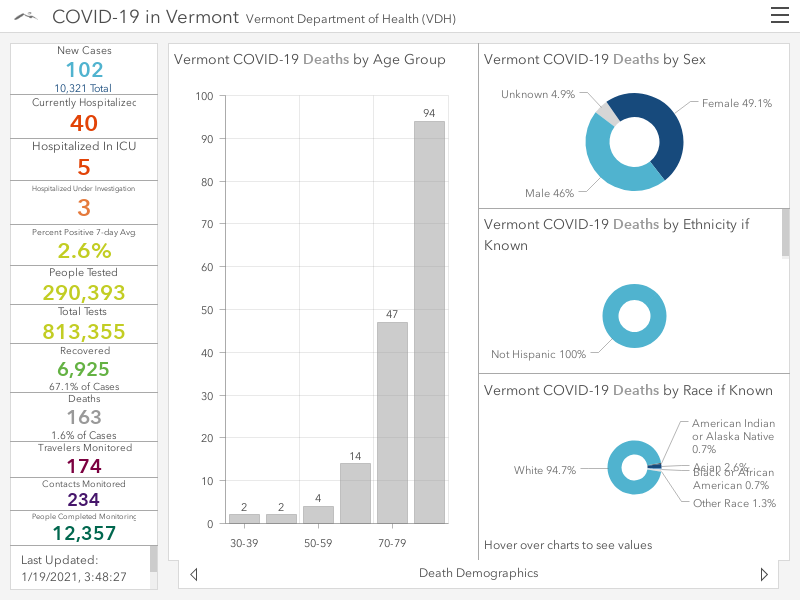 COVID-19 in Vermont Vermont Department of Health (VDH)
New Cases
102
10,321 Total
Currently Hospitalized
40
Hospitalized In ICU
5
Hospitalized Under Investigation
3
Percent Positive 7-day Avg
2.6%
People Tested
290,393
Total Tests
813,355
Recovered
6,925
67.1% of Cases
Deaths
163
1.6% of Cases
Travelers Monitored
174
Contacts Monitored
234
People Completed Monitoring
12,357
Last Updated:
1/19/2021, 3:48:27
Vermont COVID-19 Deaths by Age Group
100
90
80
70
60
50
40
30
20
10
0
2
2
4
14
47
94
30-39
50-59
70-79
Vermont COVID-19 Deaths by Sex
Unknown 4.9%
Female 49.1%
Male 46%
Vermont COVID-19 Deaths by Ethnicity if
Known
Not Hispanic 100%
Vermont COVID-19 Deaths by Race if Known
American Indian
or Alaska Native
0.7%
White 94.7%
Asian 2.6%
Black or African
American 0.7%
Other Race 1.3%
Hover over charts to see values
Death Demographics